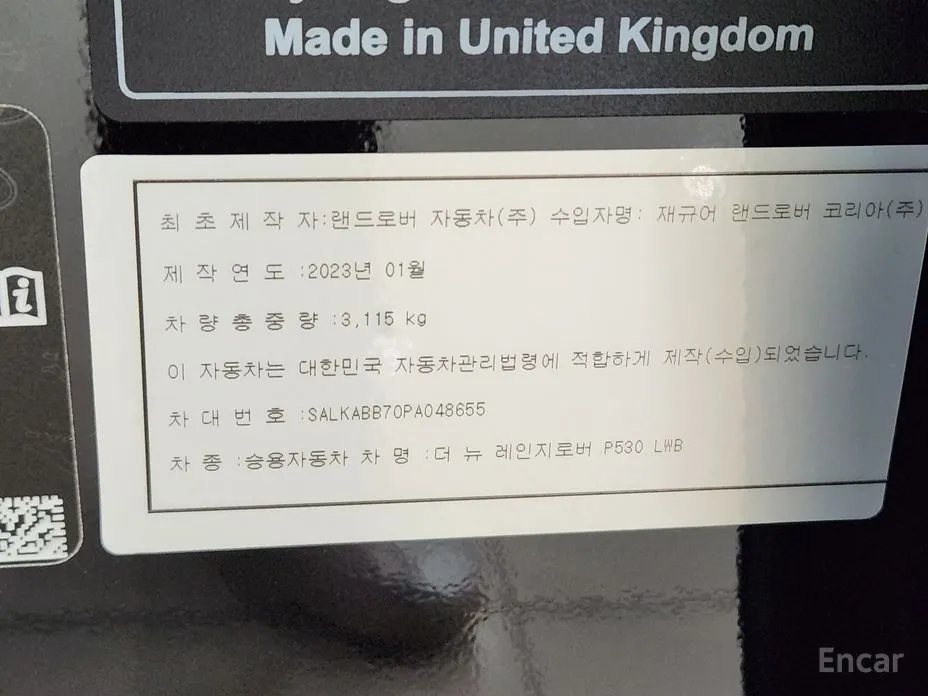 Made in United Kingdom
최 초 제 작 자:랜드로버 자동차(주) 수입자명: 재규어 랜드로버 코리아(주)
제 작 연 도 :2023년 01월
차 량 총 중 량 :3,115 kg
이 자동차는 대한민국 자동차관리법령에 적합하게 제작(수입)되었습니다.
차 대 번 호 :SALKABB70PA048655
차 종 :승용자동차 차 명 :더 뉴 레인지로버 P530 LWB
Encar